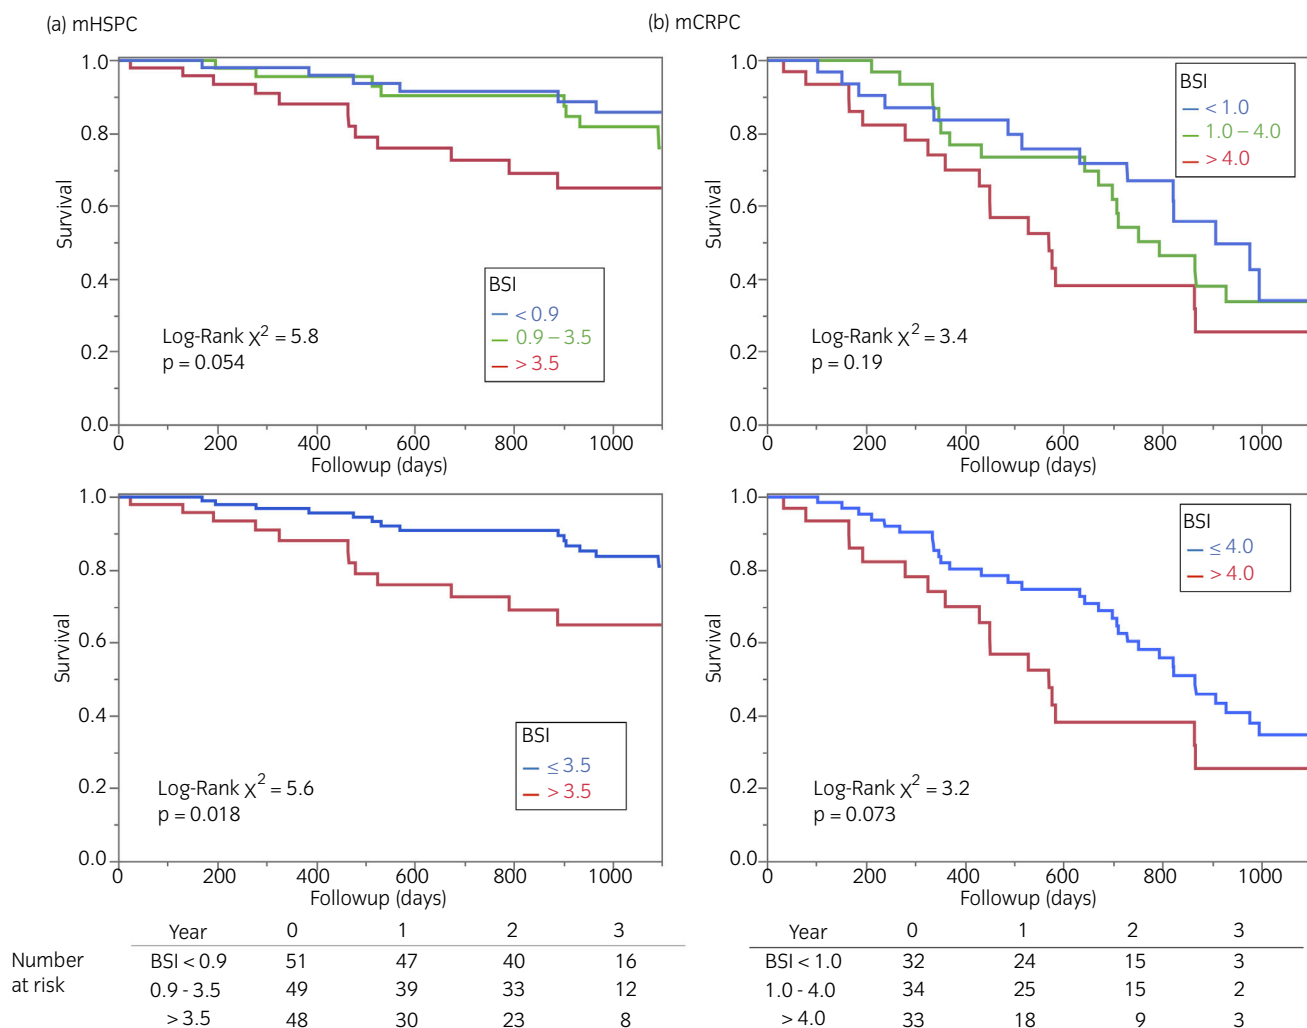 (a) mHSPC
1.0
0.8
0.6
0.4
0.2
0.0
Survival
BSI
< 0.9
0.9 – 3.5
> 3.5
Log-Rank χ² = 5.8
p = 0.054
0 200 400 600 800 1000
Followup (days)
(b) mCRPC
1.0
0.8
0.6
0.4
0.2
0.0
Survival
BSI
< 1.0
1.0 – 4.0
> 4.0
Log-Rank χ² = 3.4
p = 0.19
0 200 400 600 800 1000
Followup (days)
1.0
0.8
0.6
0.4
0.2
0.0
Survival
BSI
≤ 3.5
> 3.5
Log-Rank χ² = 5.6
p = 0.018
0 200 400 600 800 1000
Followup (days)
1.0
0.8
0.6
0.4
0.2
0.0
Survival
BSI
≤ 4.0
> 4.0
Log-Rank χ² = 3.2
p = 0.073
0 200 400 600 800 1000
Followup (days)
Number
at risk
Year 0 1 2 3
BSI < 0.9 51 47 40 16
0.9 - 3.5 49 39 33 12
> 3.5 48 30 23 8
Year 0 1 2 3
BSI < 1.0 32 24 15 3
1.0 - 4.0 34 25 15 2
> 4.0 33 18 9 3